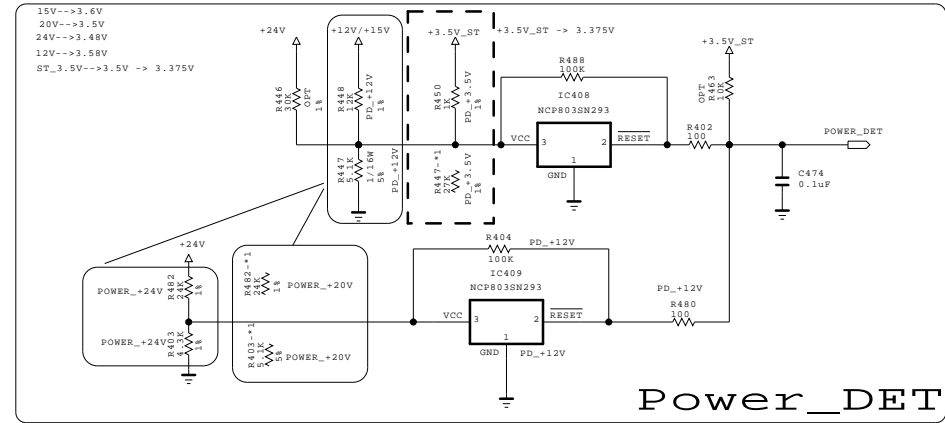 15V-->3.6V
20V-->3.5V
24V-->3.48V
12V-->3.58V
ST_3.5V-->3.5V -> 3.375V
+24V
+12V/+15V
+3.5V_ST
+3.5V_ST -> 3.375V
+3.5V_ST
R446
30K
OPT
1%
R448
12K
PD_+12V
1%
R450
1K
PD_+3.5V
1%
R488
100K
IC408
NCP803SN293
VCC
3
2
RESET
1
GND
OPT
R463
10K
R402
100
POWER_DET
C474
0.1uF
R447
5.1K
1/16W
5%
PD_+12V
R447-*1
27K
PD_+3.5V
1%
+24V
R482
24K
1%
POWER_+24V
R403
4.3K
1%
POWER_+24V
R482-*1
24K
1%
POWER_+20V
R403-*1
5.1K
5%
POWER_+20V
R404
100K
PD_+12V
IC409
NCP803SN293
VCC
3
2
RESET
1
GND
PD_+12V
PD_+12V
R480
100
Power_DET